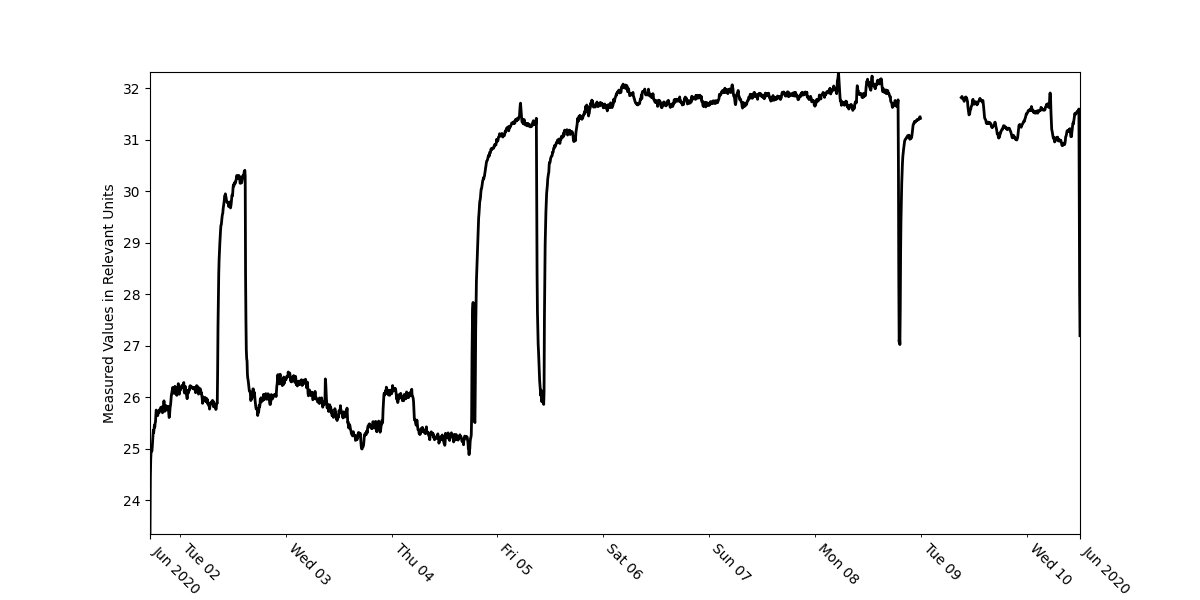 32
31
30
29
28
27
26
25
24
Measured Values in Relevant Units
Jun 2020
Tue 02
Wed 03
Thu 04
Fri 05
Sat 06
Sun 07
Mon 08
Tue 09
Wed 10
Jun 2020